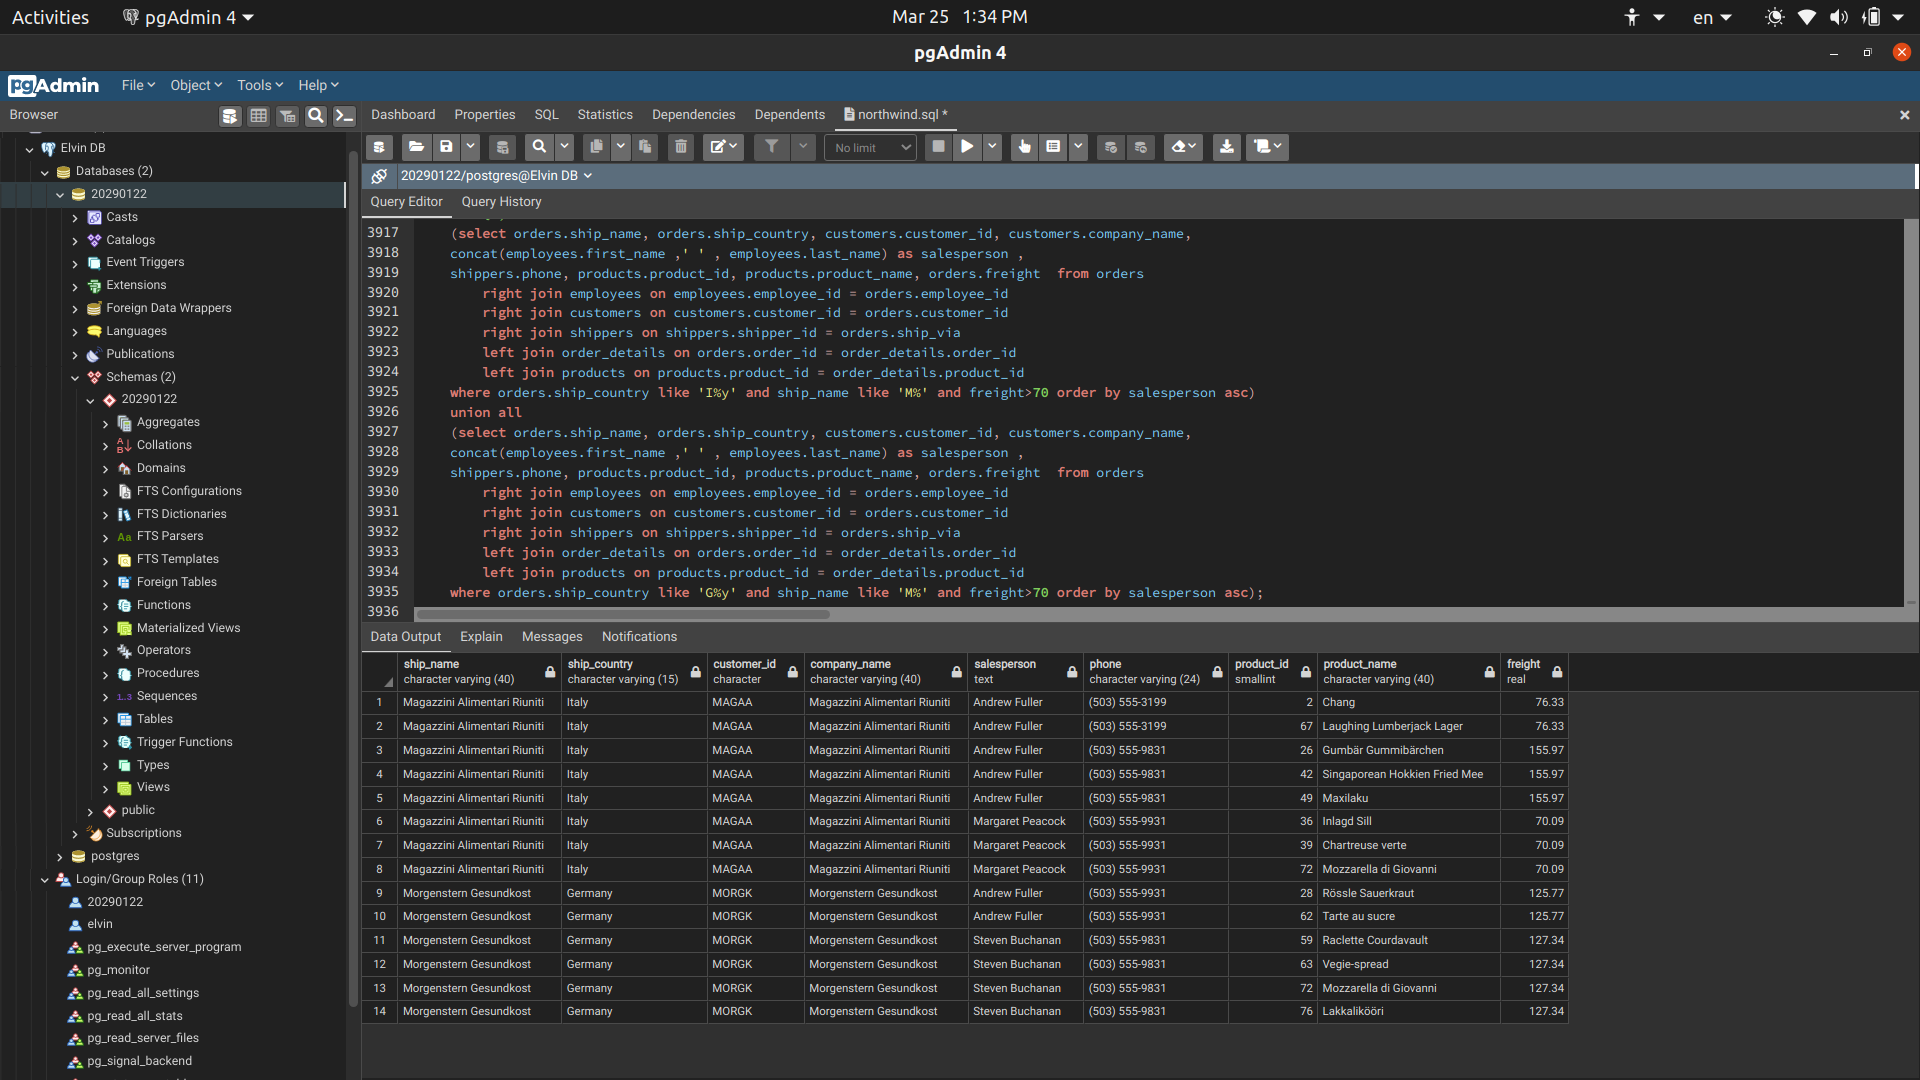 Activities
pgAdmin 4
Mar 25 1:34 PM
en
pgAdmin 4
pgAdmin
File
Object
Tools
Help
Browser
Dashboard
Properties
SQL
Statistics
Dependencies
Dependents
northwind.sql *
No limit
20290122/postgres@Elvin DB
Query Editor
Query History
Elvin DB
Databases (2)
20290122
Casts
Catalogs
Event Triggers
Extensions
Foreign Data Wrappers
Languages
Publications
Schemas (2)
20290122
Aggregates
Collations
Domains
FTS Configurations
FTS Dictionaries
Aa FTS Parsers
FTS Templates
Foreign Tables
Functions
Materialized Views
Operators
Procedures
1..3 Sequences
Tables
Trigger Functions
Types
Views
public
Subscriptions
postgres
Login/Group Roles (11)
20290122
elvin
pg_execute_server_program
pg_monitor
pg_read_all_settings
pg_read_all_stats
pg_read_server_files
pg_signal_backend
3917 (select orders.ship_name, orders.ship_country, customers.customer_id, customers.company_name,
3918 concat(employees.first_name ,' ' , employees.last_name) as salesperson ,
3919 shippers.phone, products.product_id, products.product_name, orders.freight  from orders
3920 right join employees on employees.employee_id = orders.employee_id
3921 right join customers on customers.customer_id = orders.customer_id
3922 right join shippers on shippers.shipper_id = orders.ship_via
3923 left join order_details on orders.order_id = order_details.order_id
3924 left join products on products.product_id = order_details.product_id
3925 where orders.ship_country like 'I%y' and ship_name like 'M%' and freight>70 order by salesperson asc)
3926 union all
3927 (select orders.ship_name, orders.ship_country, customers.customer_id, customers.company_name,
3928 concat(employees.first_name ,' ' , employees.last_name) as salesperson ,
3929 shippers.phone, products.product_id, products.product_name, orders.freight  from orders
3930 right join employees on employees.employee_id = orders.employee_id
3931 right join customers on customers.customer_id = orders.customer_id
3932 right join shippers on shippers.shipper_id = orders.ship_via
3933 left join order_details on orders.order_id = order_details.order_id
3934 left join products on products.product_id = order_details.product_id
3935 where orders.ship_country like 'G%y' and ship_name like 'M%' and freight>70 order by salesperson asc);
3936
Data Output
Explain
Messages
Notifications
ship_name ship_country customer_id company_name salesperson phone product_id product_name freight
character varying (40) character varying (15) character character varying (40) text character varying (24) smallint character varying (40) real
1 Magazzini Alimentari Riuniti Italy MAGAA Magazzini Alimentari Riuniti Andrew Fuller (503) 555-3199 2 Chang 76.33
2 Magazzini Alimentari Riuniti Italy MAGAA Magazzini Alimentari Riuniti Andrew Fuller (503) 555-3199 67 Laughing Lumberjack Lager 76.33
3 Magazzini Alimentari Riuniti Italy MAGAA Magazzini Alimentari Riuniti Andrew Fuller (503) 555-9831 26 Gumbär Gummibärchen 155.97
4 Magazzini Alimentari Riuniti Italy MAGAA Magazzini Alimentari Riuniti Andrew Fuller (503) 555-9831 42 Singaporean Hokkien Fried Mee 155.97
5 Magazzini Alimentari Riuniti Italy MAGAA Magazzini Alimentari Riuniti Andrew Fuller (503) 555-9831 49 Maxilaku 155.97
6 Magazzini Alimentari Riuniti Italy MAGAA Magazzini Alimentari Riuniti Margaret Peacock (503) 555-9931 36 Inlagd Sill 70.09
7 Magazzini Alimentari Riuniti Italy MAGAA Magazzini Alimentari Riuniti Margaret Peacock (503) 555-9931 39 Chartreuse verte 70.09
8 Magazzini Alimentari Riuniti Italy MAGAA Magazzini Alimentari Riuniti Margaret Peacock (503) 555-9931 72 Mozzarella di Giovanni 70.09
9 Morgenstern Gesundkost Germany MORGK Morgenstern Gesundkost Andrew Fuller (503) 555-9931 28 Rössle Sauerkraut 125.77
10 Morgenstern Gesundkost Germany MORGK Morgenstern Gesundkost Andrew Fuller (503) 555-9931 62 Tarte au sucre 125.77
11 Morgenstern Gesundkost Germany MORGK Morgenstern Gesundkost Steven Buchanan (503) 555-9831 59 Raclette Courdavault 127.34
12 Morgenstern Gesundkost Germany MORGK Morgenstern Gesundkost Steven Buchanan (503) 555-9831 63 Vegie-spread 127.34
13 Morgenstern Gesundkost Germany MORGK Morgenstern Gesundkost Steven Buchanan (503) 555-9831 72 Mozzarella di Giovanni 127.34
14 Morgenstern Gesundkost Germany MORGK Morgenstern Gesundkost Steven Buchanan (503) 555-9831 76 Lakkalikööri 127.34